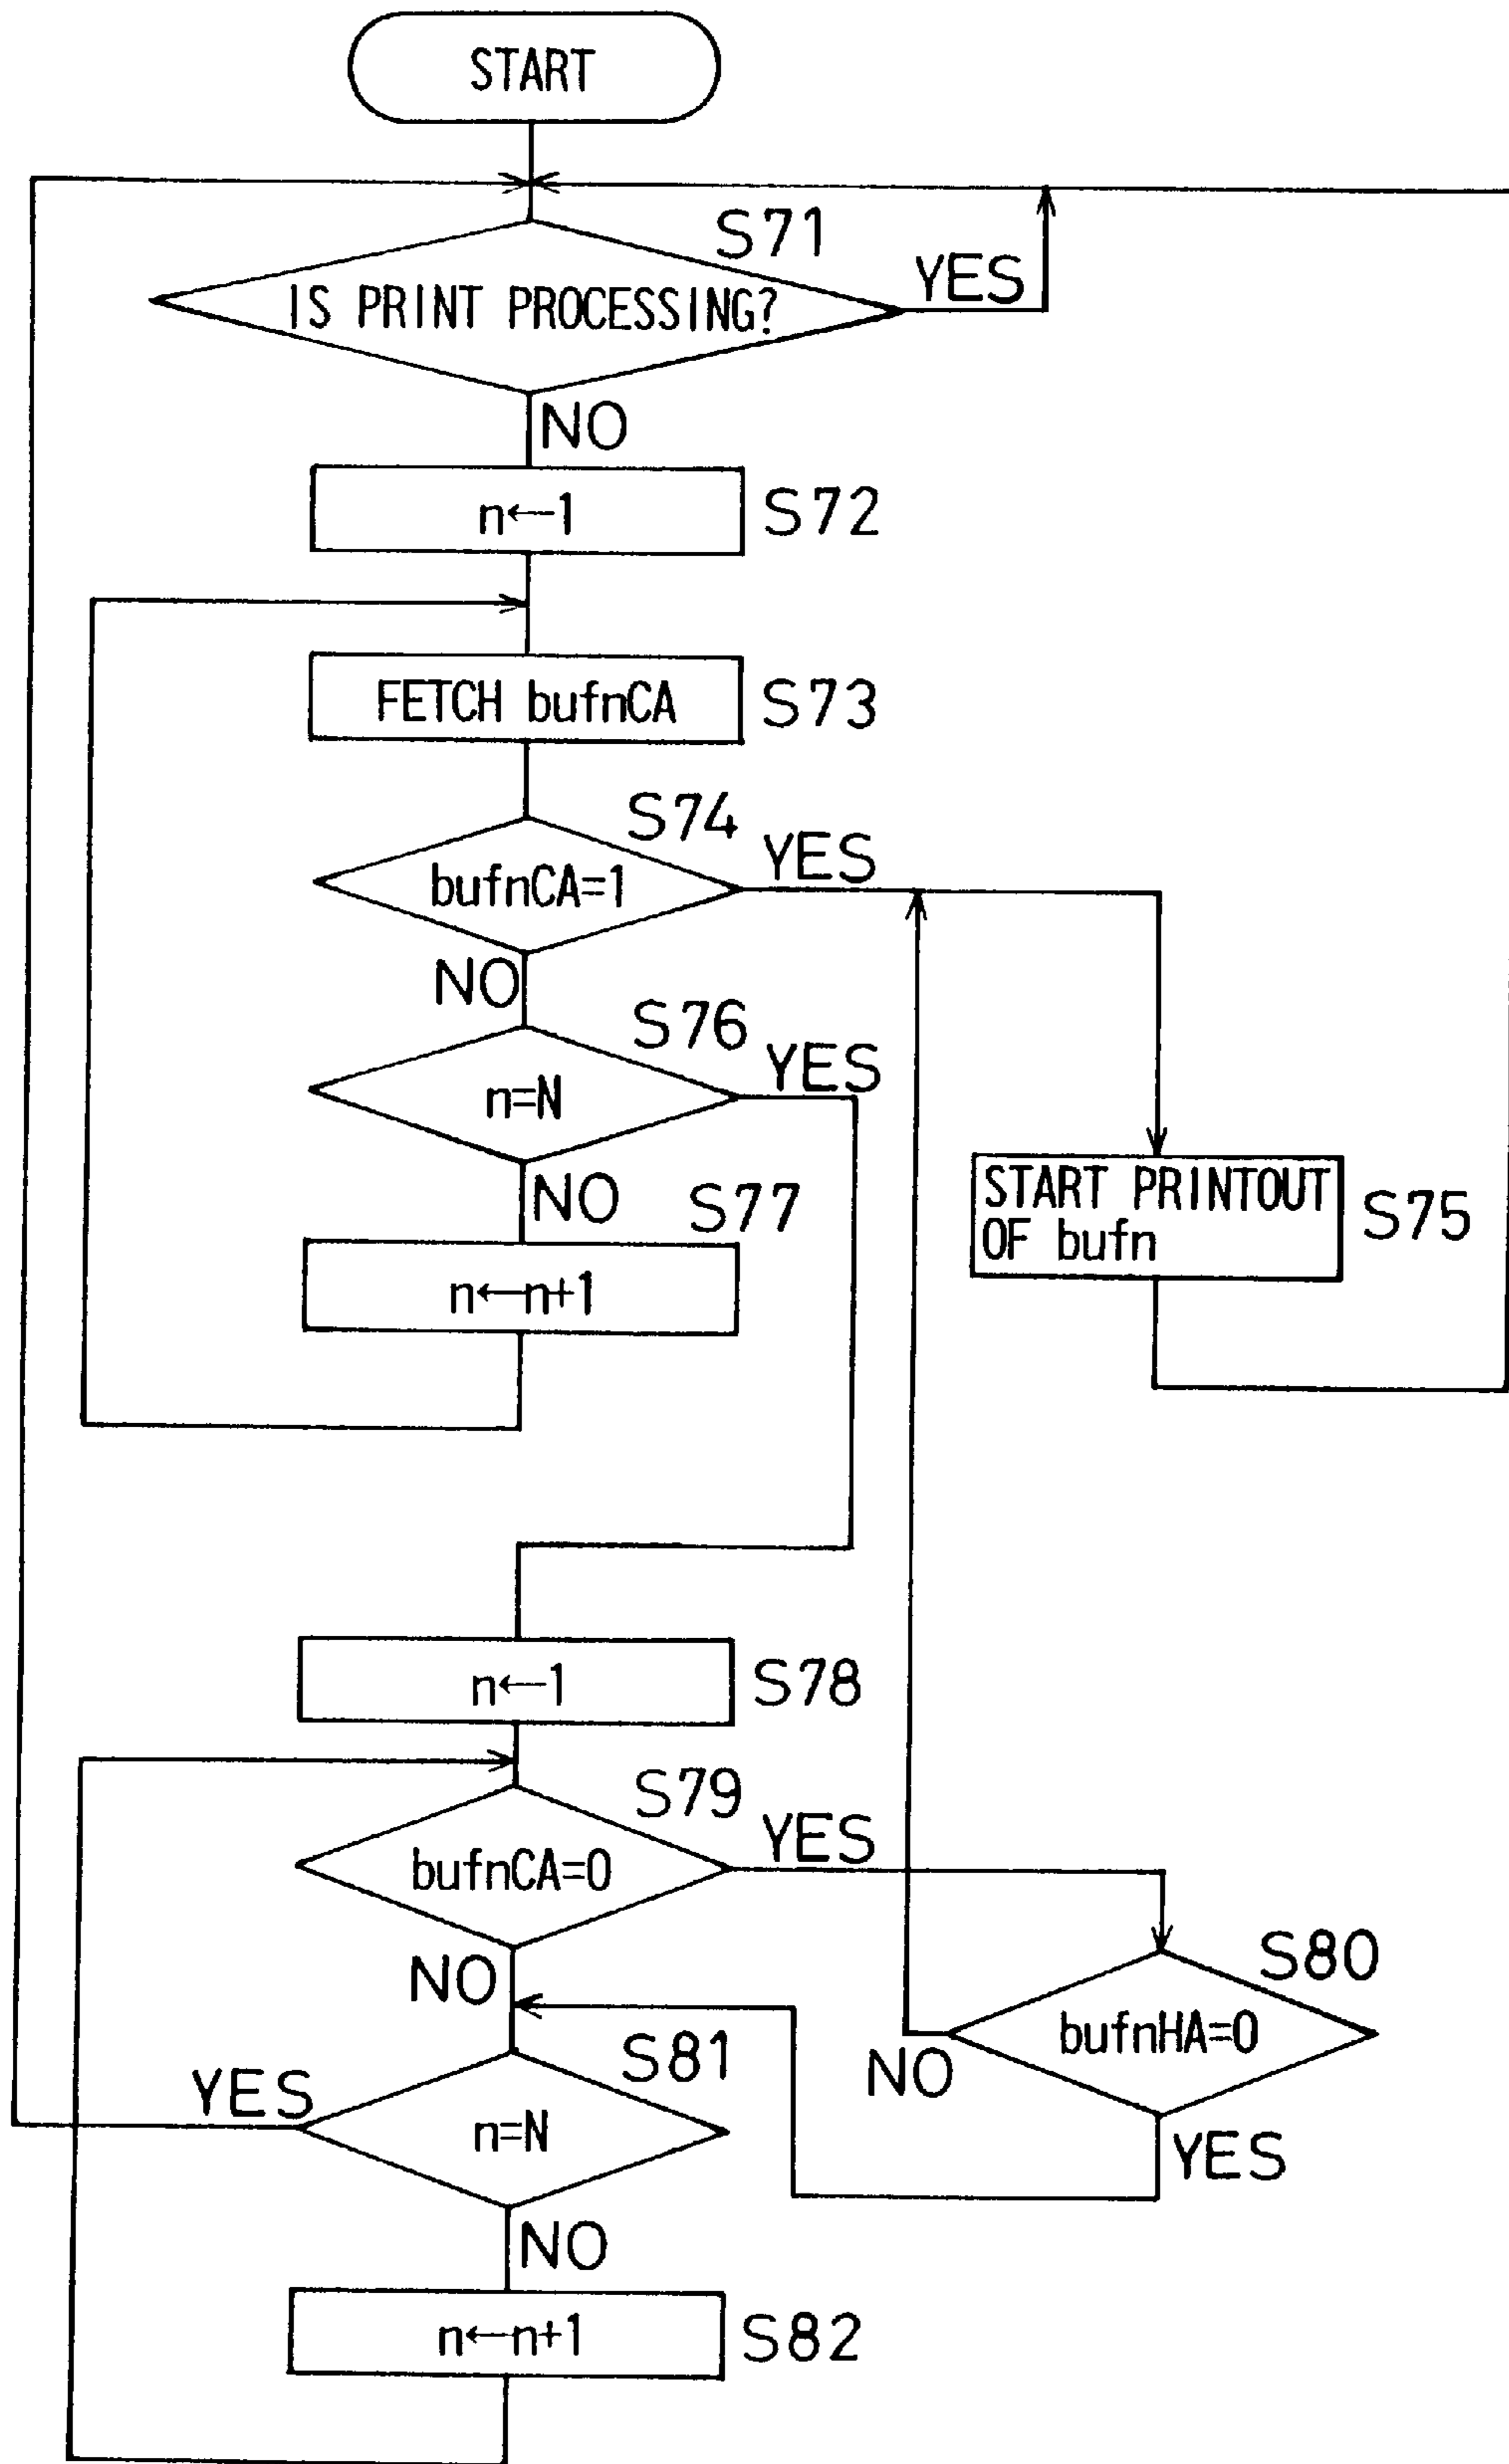 START
S71
IS PRINT PROCESSING?
YES
NO
n←1
S72
FETCH bufnCA
S73
S74
bufnCA=1
YES
NO
S76
n=N
YES
NO
S77
n←n+1
START PRINTOUT
OF bufn
S75
n←1
S78
S79
bufnCA=0
YES
NO
S80
bufnHA=0
NO
YES
S81
n=N
YES
NO
n←n+1
S82